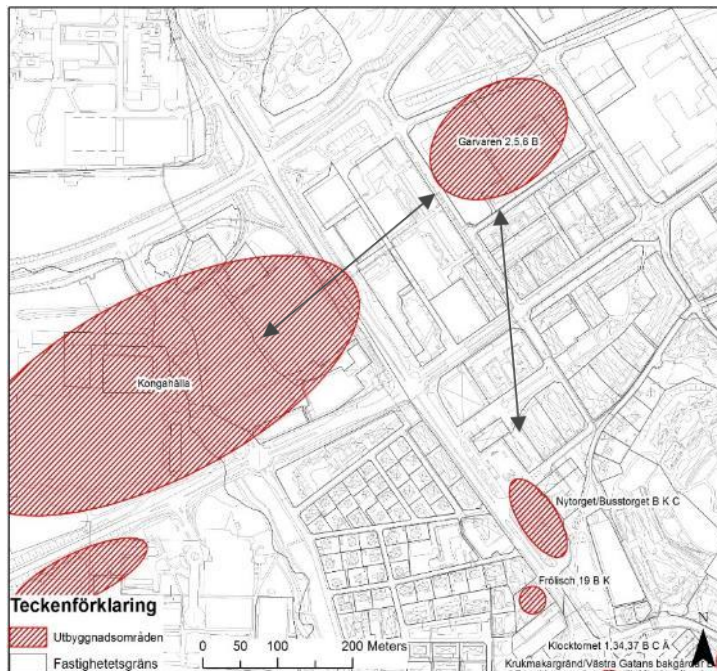 Garvaren 2,5,6 B
Kongahälla
Nytorget/Busstorget B K C
Frölisch 19 B K
Klocktornet 1,34,37 B C Å
Krukmakargränd/Västra Gatans bakgårdar
N
Teckenförklaring
Utbyggnadsområden
Fastighetsgräns
0 50 100 200 Meters